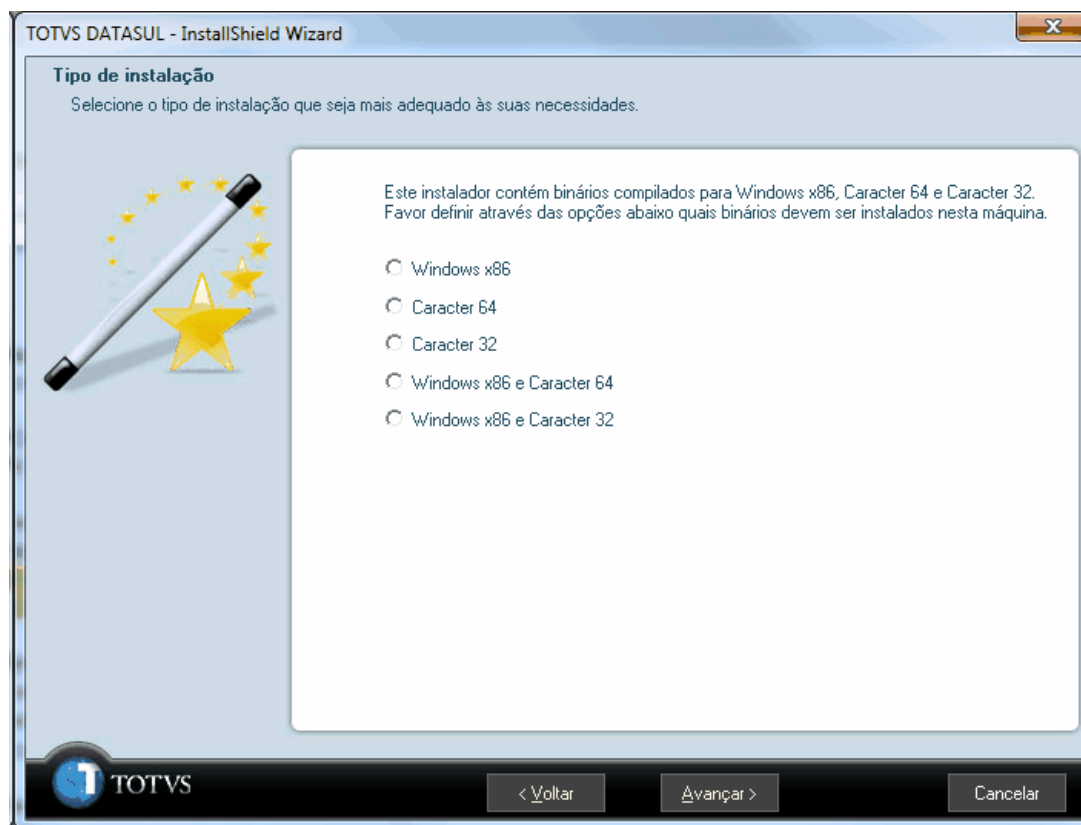 TOTVS DATASUL - InstallShield Wizard
Tipo de instalação
Selecione o tipo de instalação que seja mais adequado às suas necessidades.
Este instalador contém binários compilados para Windows x86, Caracter 64 e Caracter 32.
Favor definir através das opções abaixo quais binários devem ser instalados nesta máquina.
Windows x86
Caracter 64
Caracter 32
Windows x86 e Caracter 64
Windows x86 e Caracter 32
TOTVS
< Voltar
Avançar >
Cancelar